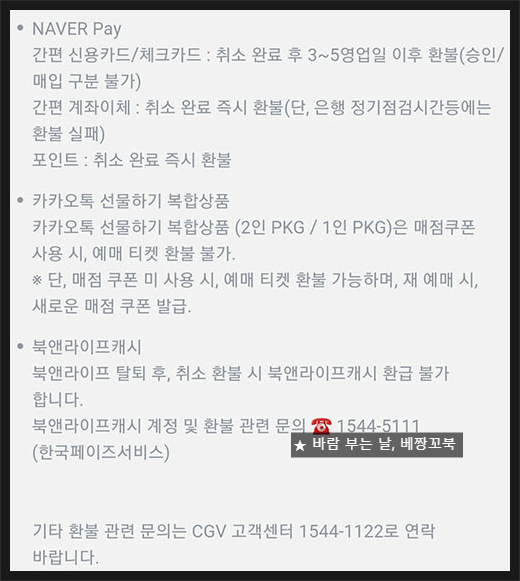 • NAVER Pay
간편 신용카드/체크카드 : 취소 완료 후 3~5영업일 이후 환불(승인/
매입 구분 불가)
간편 계좌이체 : 취소 완료 즉시 환불(단, 은행 정기점검시간등에는
환불 실패)
포인트 : 취소 완료 즉시 환불
• 카카오톡 선물하기 복합상품
카카오톡 선물하기 복합상품 (2인 PKG / 1인 PKG)은 매점쿠폰
사용 시, 예매 티켓 환불 불가.
※ 단, 매점 쿠폰 미 사용 시, 예매 티켓 환불 가능하며, 재 예매 시,
새로운 매점 쿠폰 발급.
• 북앤라이프캐시
북앤라이프 탈퇴 후, 취소 환불 시 북앤라이프캐시 환급 불가
합니다.
북앤라이프캐시 계정 및 환불 관련 문의 ☎ 1544-5111
★ 바람 부는 날, 베짱꼬북
(한국페이즈서비스)
기타 환불 관련 문의는 CGV 고객센터 1544-1122로 연락
바랍니다.